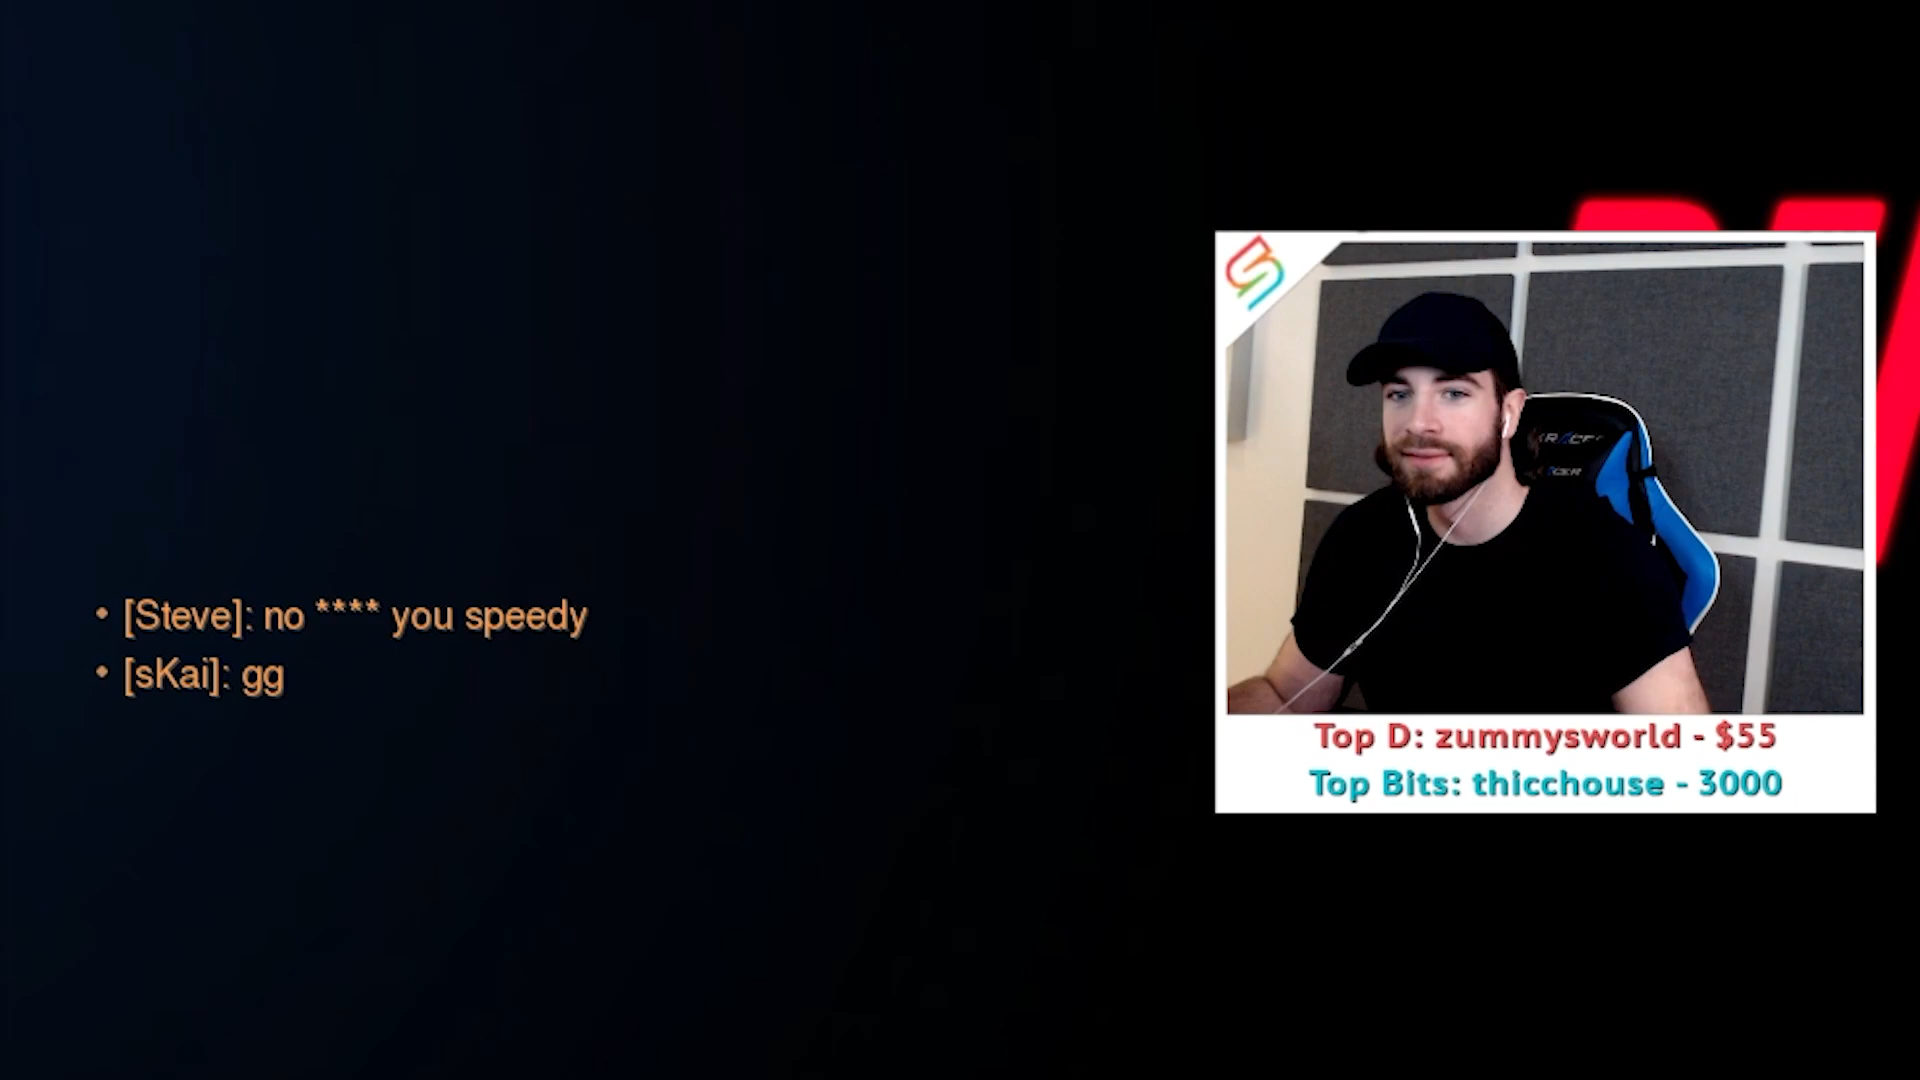 • [Steve]: no **** you speedy
• [sKai]: gg
Top D: zummysworld - $55
Top Bits: thicchouse - 3000